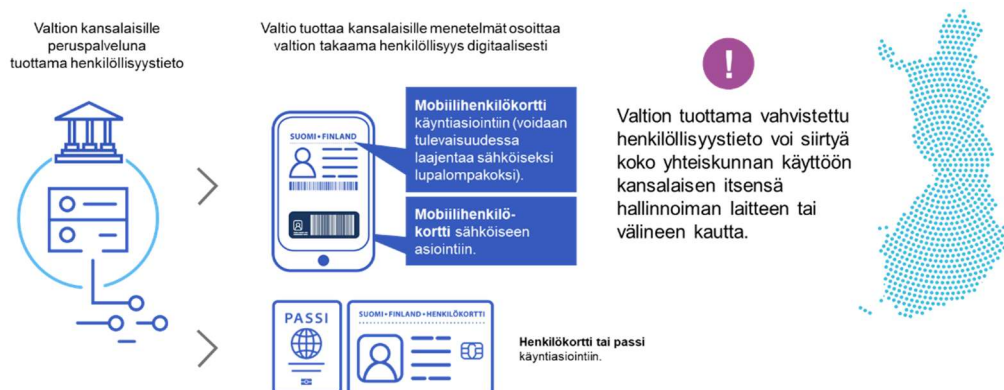 Valtion kansalaisille
peruspalveluna
tuottama henkilöllisyystieto
Valtio tuottaa kansalaisille menetelmät osoittaa
valtion takaama henkilöllisyys digitaalisesti
SUOMI•FINLAND
Mobiilihenkilökortti
käyntiasiointiin (voidaan
tulevaisuudessa
laajentaa sähköiseksi
lupalompakoksi).
Mobiilihenkilö-
kortti sähköiseen
asiointiin.
!
Valtion tuottama vahvistettu
henkilöllisyystieto voi siirtyä
koko yhteiskunnan käyttöön
kansalaisen itsensä
hallinnoiman laitteen tai
välineen kautta.
PASSI
SUOMI•FINLAND•HENKILÖKORTTI
Henkilökortti tai passi
käyntiasiointiin.